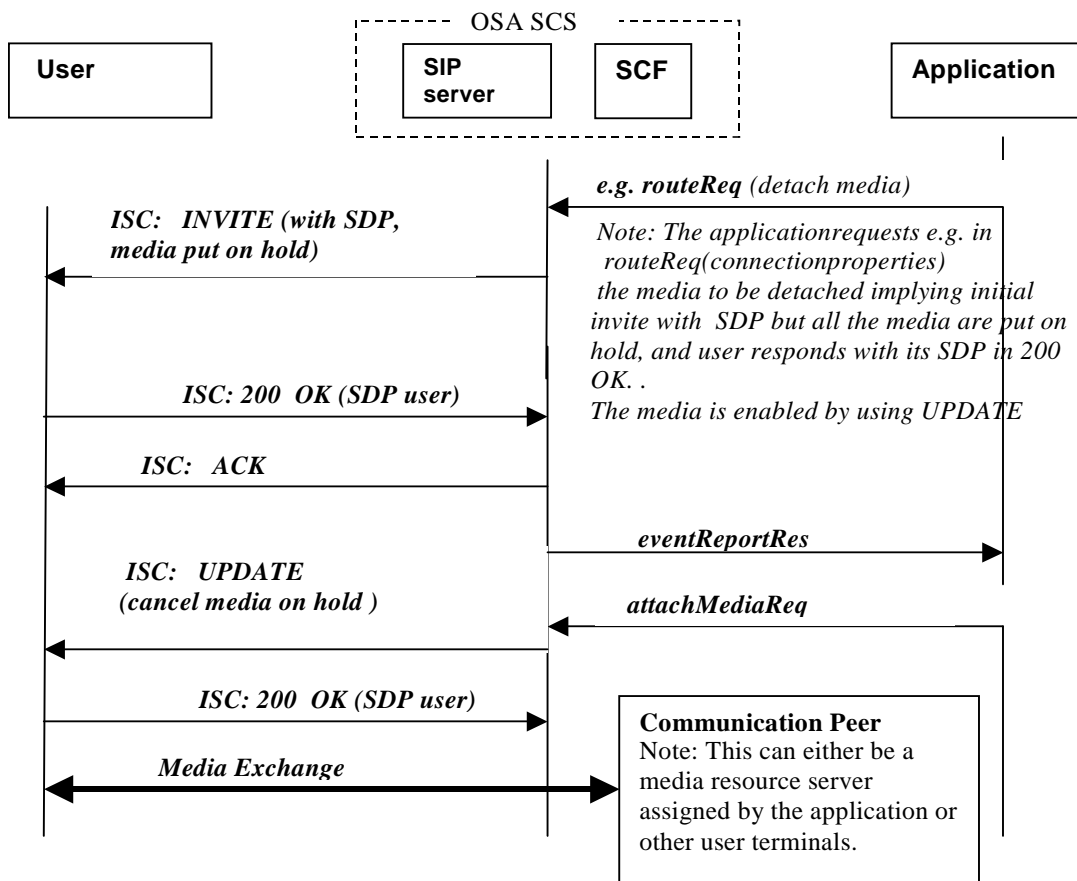 OSA SCS
User
SIP
server
SCF
Application
e.g. routeReq (detach media)
ISC: INVITE (with SDP,
media put on hold)
Note: The applicationrequests e.g. in
routeReq(connectionproperties)
the media to be detached implying initial
invite with SDP but all the media are put on
hold, and user responds with its SDP in 200
OK. .
The media is enabled by using UPDATE
ISC: 200 OK (SDP user)
ISC: ACK
eventReportRes
ISC: UPDATE
(cancel media on hold )
attachMediaReq
ISC: 200 OK (SDP user)
Media Exchange
Communication Peer
Note: This can either be a
media resource server
assigned by the application or
other user terminals.